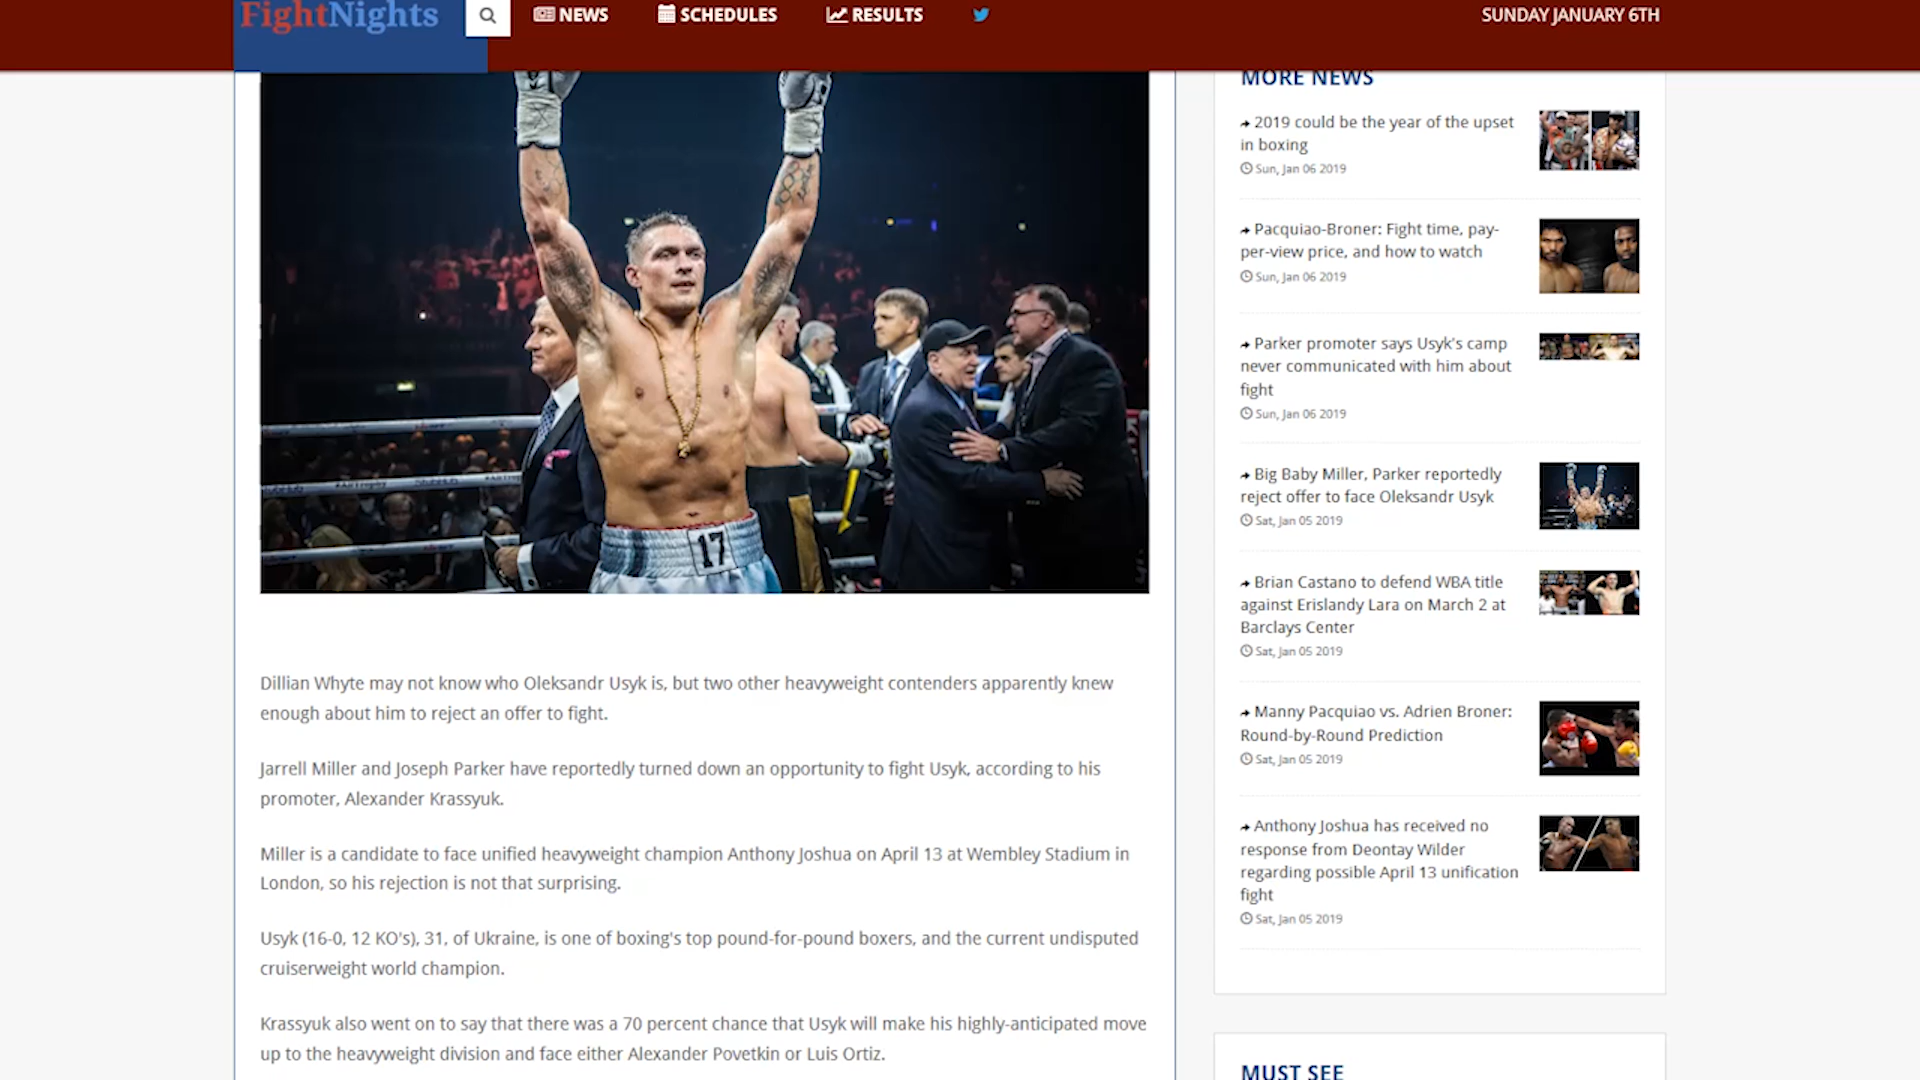 FightNights
NEWS
SCHEDULES
RESULTS
SUNDAY JANUARY 6TH
17
Dillian Whyte may not know who Oleksandr Usyk is, but two other heavyweight contenders apparently knew
enough about him to reject an offer to fight.
Jarrell Miller and Joseph Parker have reportedly turned down an opportunity to fight Usyk, according to his
promoter, Alexander Krassyuk.
Miller is a candidate to face unified heavyweight champion Anthony Joshua on April 13 at Wembley Stadium in
London, so his rejection is not that surprising.
Usyk (16-0, 12 KO's), 31, of Ukraine, is one of boxing's top pound-for-pound boxers, and the current undisputed
cruiserweight world champion.
Krassyuk also went on to say that there was a 70 percent chance that Usyk will make his highly-anticipated move
up to the heavyweight division and face either Alexander Povetkin or Luis Ortiz.
MORE NEWS
2019 could be the year of the upset
in boxing
Sun, Jan 06 2019
Pacquiao-Broner: Fight time, pay-
per-view price, and how to watch
Sun, Jan 06 2019
Parker promoter says Usyk's camp
never communicated with him about
fight
Sun, Jan 06 2019
Big Baby Miller, Parker reportedly
reject offer to face Oleksandr Usyk
Sat, Jan 05 2019
Brian Castano to defend WBA title
against Erislandy Lara on March 2 at
Barclays Center
Sat, Jan 05 2019
Manny Pacquiao vs. Adrien Broner:
Round-by-Round Prediction
Sat, Jan 05 2019
Anthony Joshua has received no
response from Deontay Wilder
regarding possible April 13 unification
fight
Sat, Jan 05 2019
MUST SEE